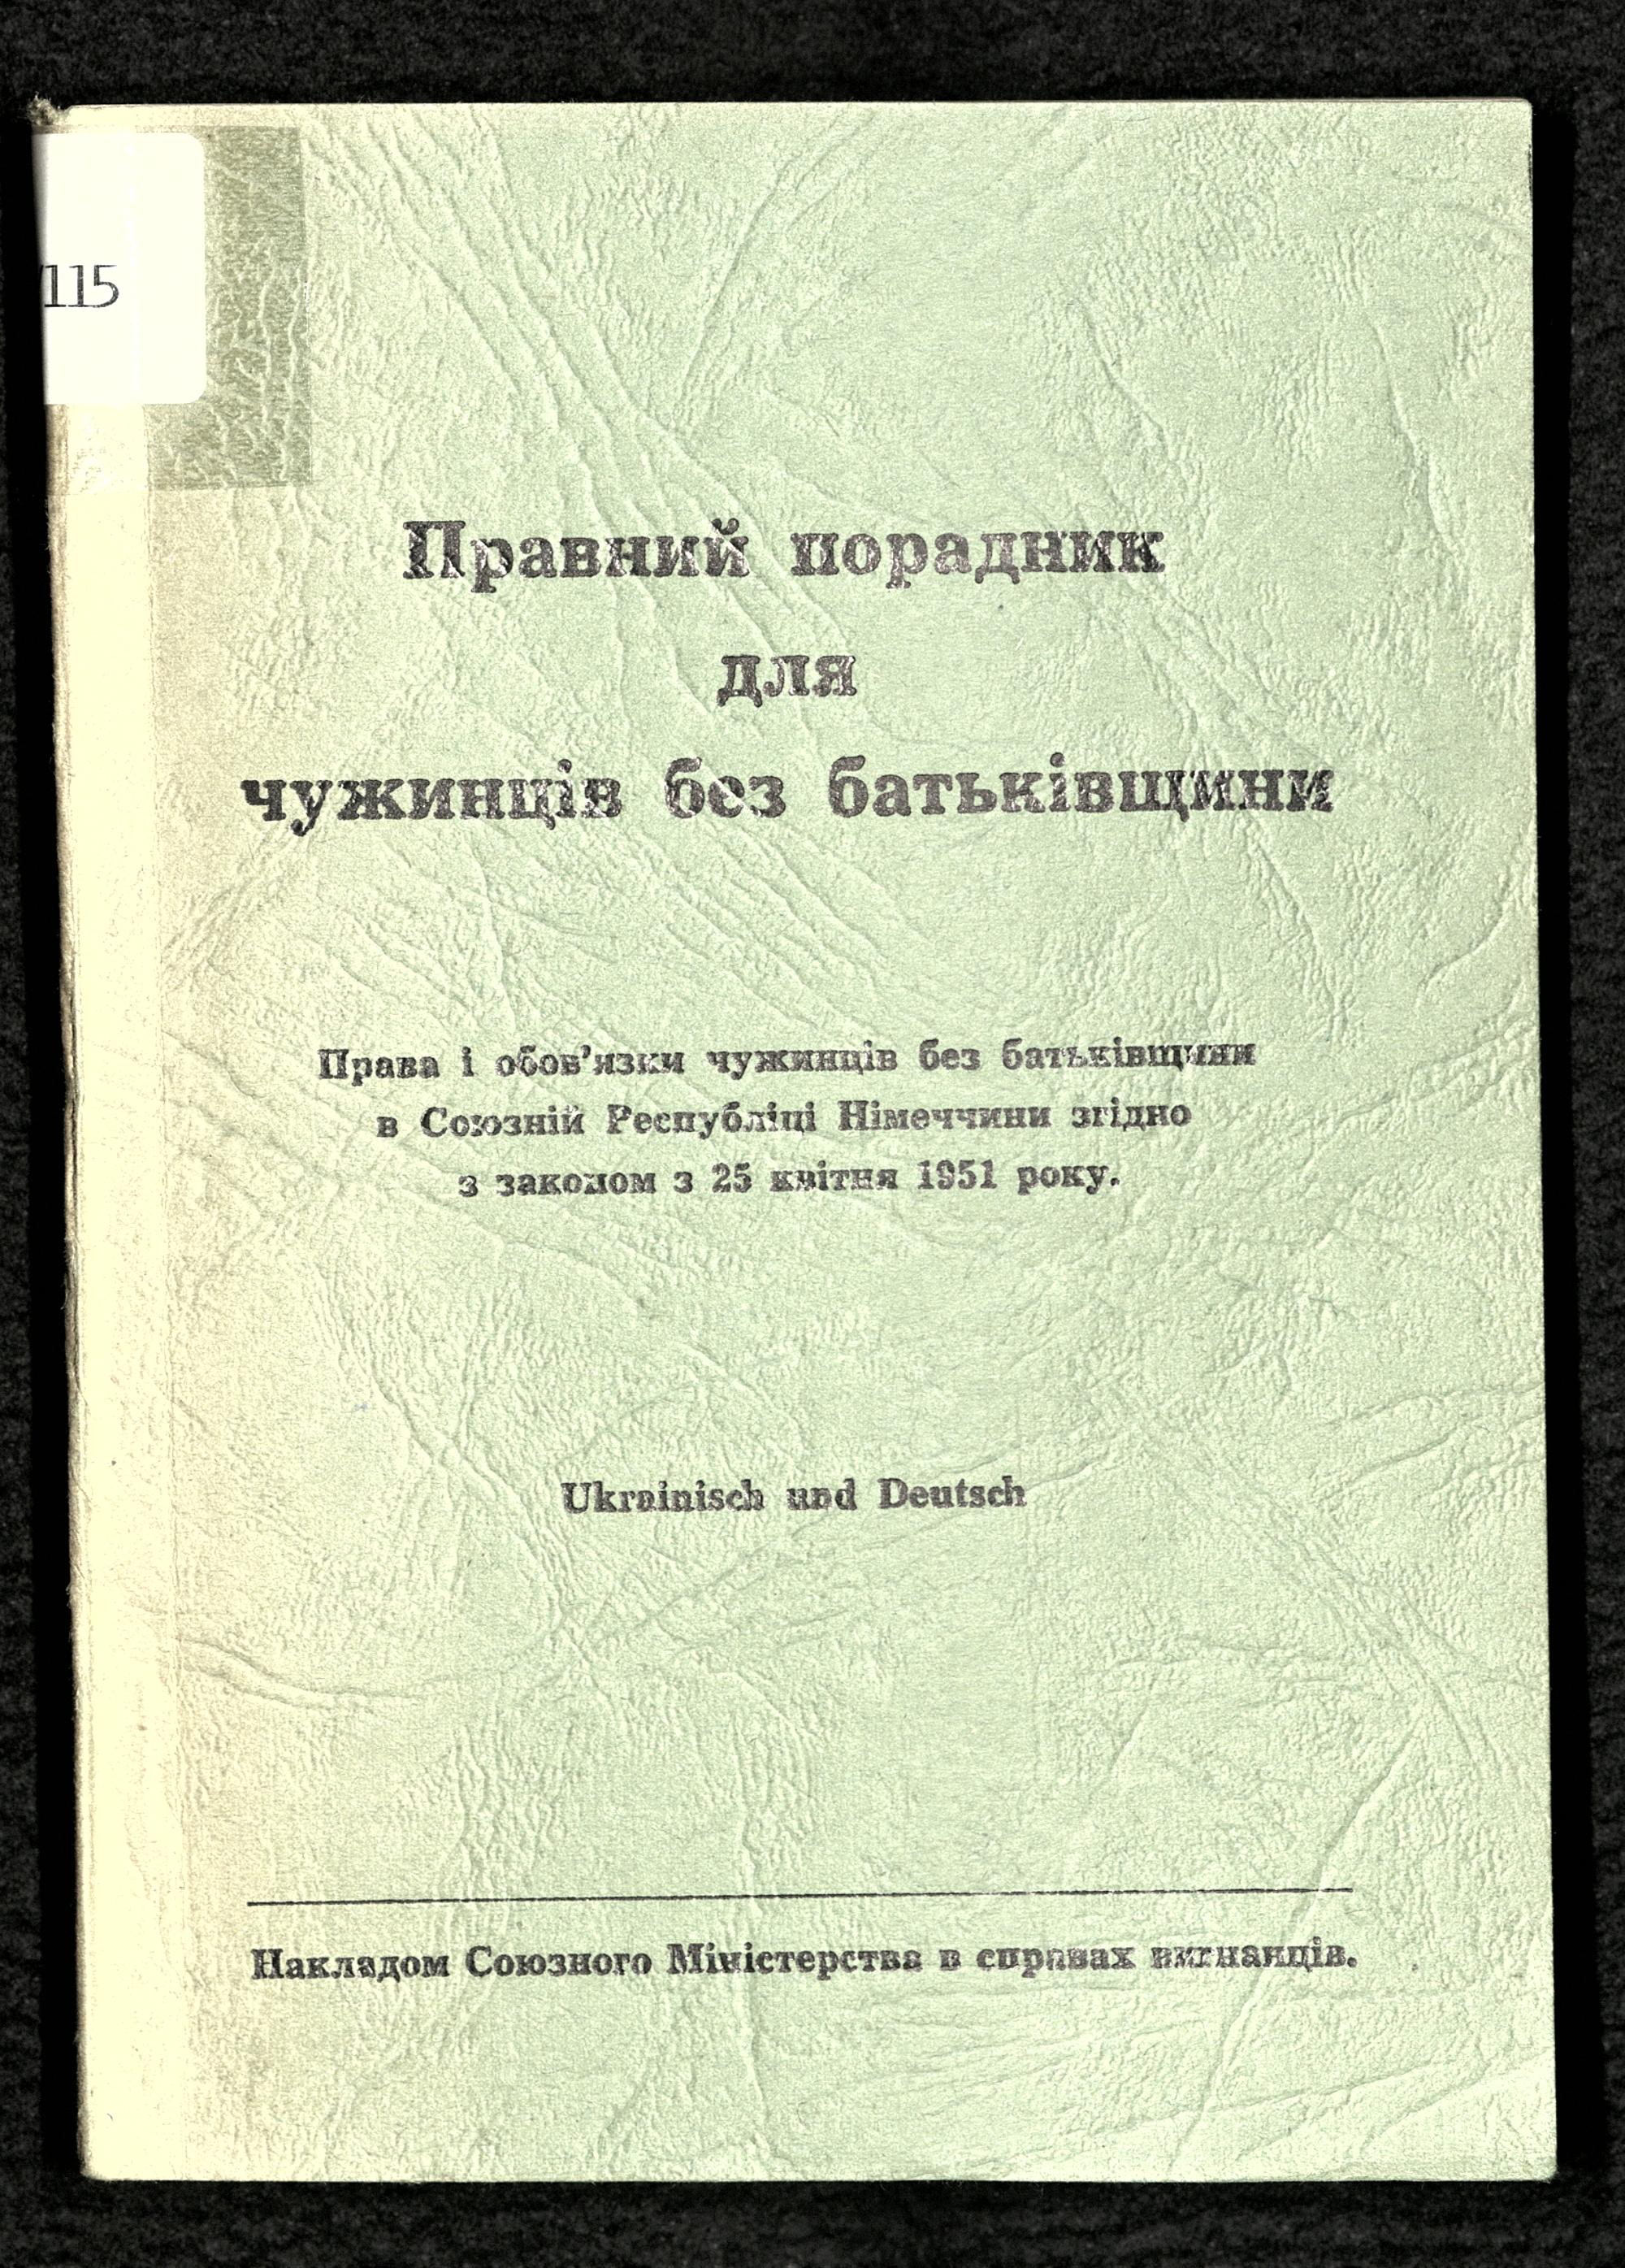 /115
Правний порадник
для
чужинців без батьківщини
Права і обов'язки чужинців без батьківщини
в Союзній Республіці Німеччини згідно
з законом з 25 квітня 1951 року.
Ukrainisch und Deutsch
Накладом Союзного Міністерства в справах вигнанців.